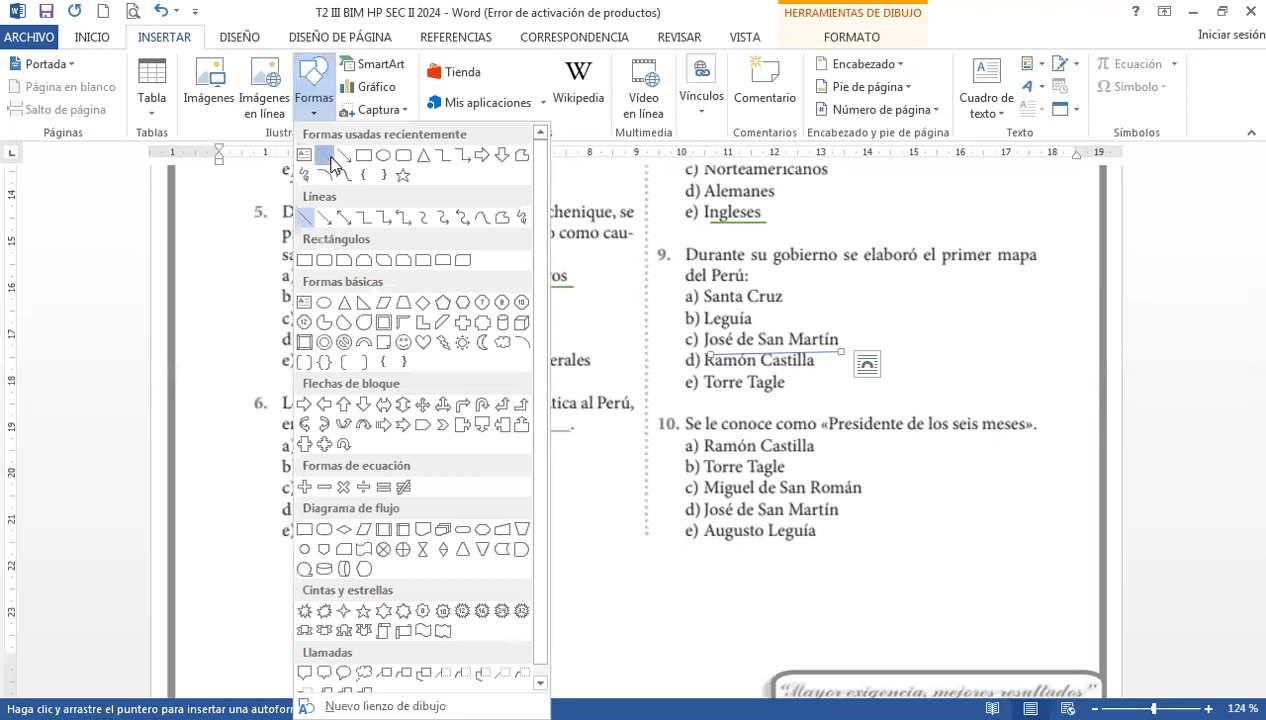 T2 III BIM HP SEC II 2024 - Word (Error de activación de productos)
HERRAMIENTAS DE DIBUJO
ARCHIVO INICIO INSERTAR DISEÑO DISEÑO DE PÁGINA REFERENCIAS CORRESPONDENCIA REVISAR VISTA FORMATO Iniciar sesión
Portada
Página en blanco
Salto de página
Páginas
Tabla
Tablas
Imágenes
Imágenes en línea
Formas
SmartArt
Gráfico
Captura
Tienda
Mis aplicaciones
Wikipedia
Vídeo en línea
Multimedia
Vínculos
Comentario
Comentarios
Encabezado
Pie de página
Número de página
Encabezado y pie de página
Cuadro de texto
Texto
Ecuación
Símbolo
Símbolos
Formas usadas recientemente
Líneas
Rectángulos
Formas básicas
Flechas de bloque
Formas de ecuación
Diagrama de flujo
Cintas y estrellas
Llamadas
Nuevo lienzo de dibujo
5.
chenique, se
o como cau-
6.
tica al Perú,
c) Norteamericanos
d) Alemanes
e) Ingleses
9. Durante su gobierno se elaboró el primer mapa
del Perú:
a) Santa Cruz
b) Leguía
c) José de San Martín
d) Ramón Castilla
e) Torre Tagle
10. Se le conoce como «Presidente de los seis meses».
a) Ramón Castilla
b) Torre Tagle
c) Miguel de San Román
d) José de San Martín
e) Augusto Leguía
"Mayor exigencia, mejores resultados"
Haga clic y arrastre el puntero para insertar una autoform
124 %